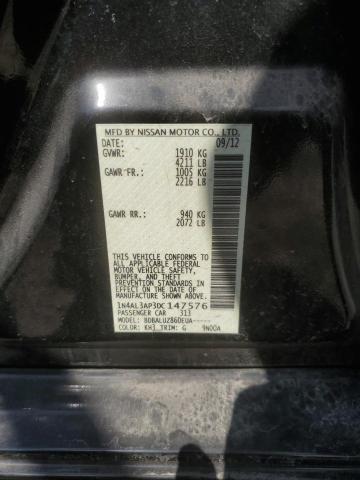 MFD BY NISSAN MOTOR CO., LTD.
DATE: 09/12
GVWR: 1910 KG
4211 LB
GAWR FR: 1005 KG
2216 LB
GAWR RR: 940 KG
2072 LB
THIS VEHICLE CONFORMS TO ALL
APPLICABLE FEDERAL MOTOR VEHICLE SAFETY,
BUMPER, AND THEFT
PREVENTION STANDARDS IN EFFECT
ON THE DATE OF MANUFACTURE
SHOWN ABOVE.
1N4AL3AP3DC147576
PASSENGER CAR 313
MODEL: BDBALUZ860EUA-----
COLOR: KH3 TRIM: G 9N00A